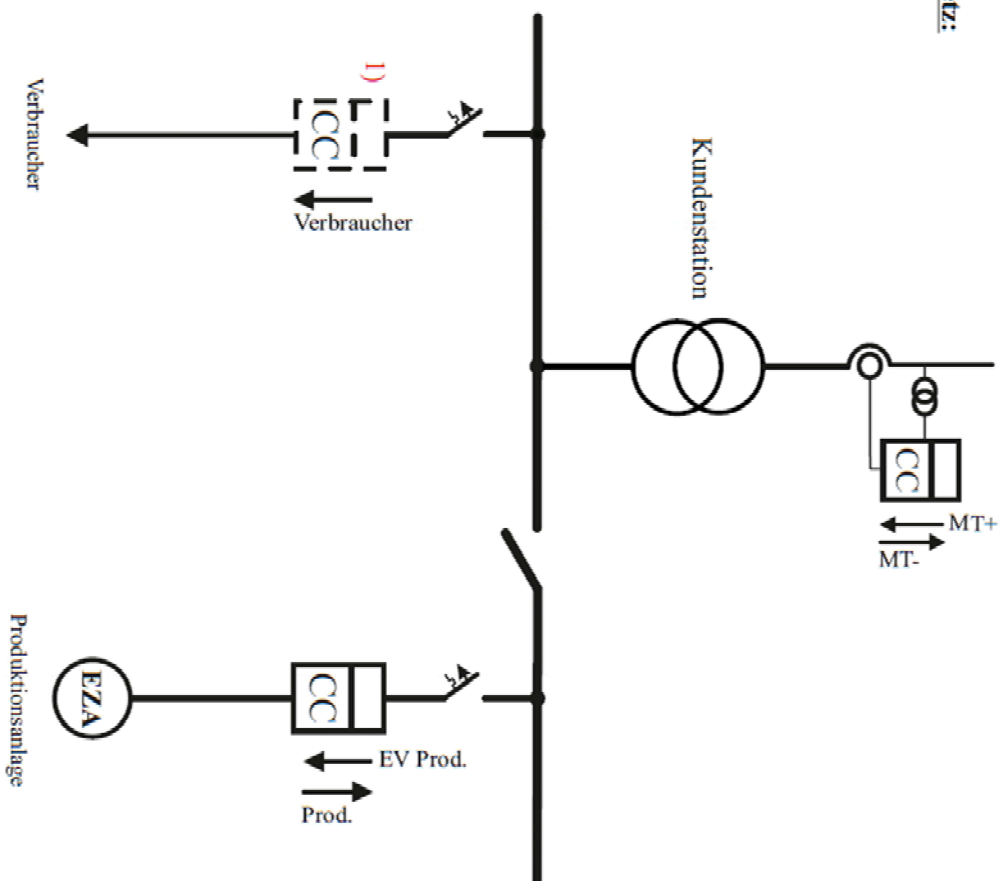 tz:
Kundenstation
CC
MT+
MT-
1)
CC
Verbraucher
Verbraucher
CC
EV Prod.
Prod.
EZA
Produktionsanlage